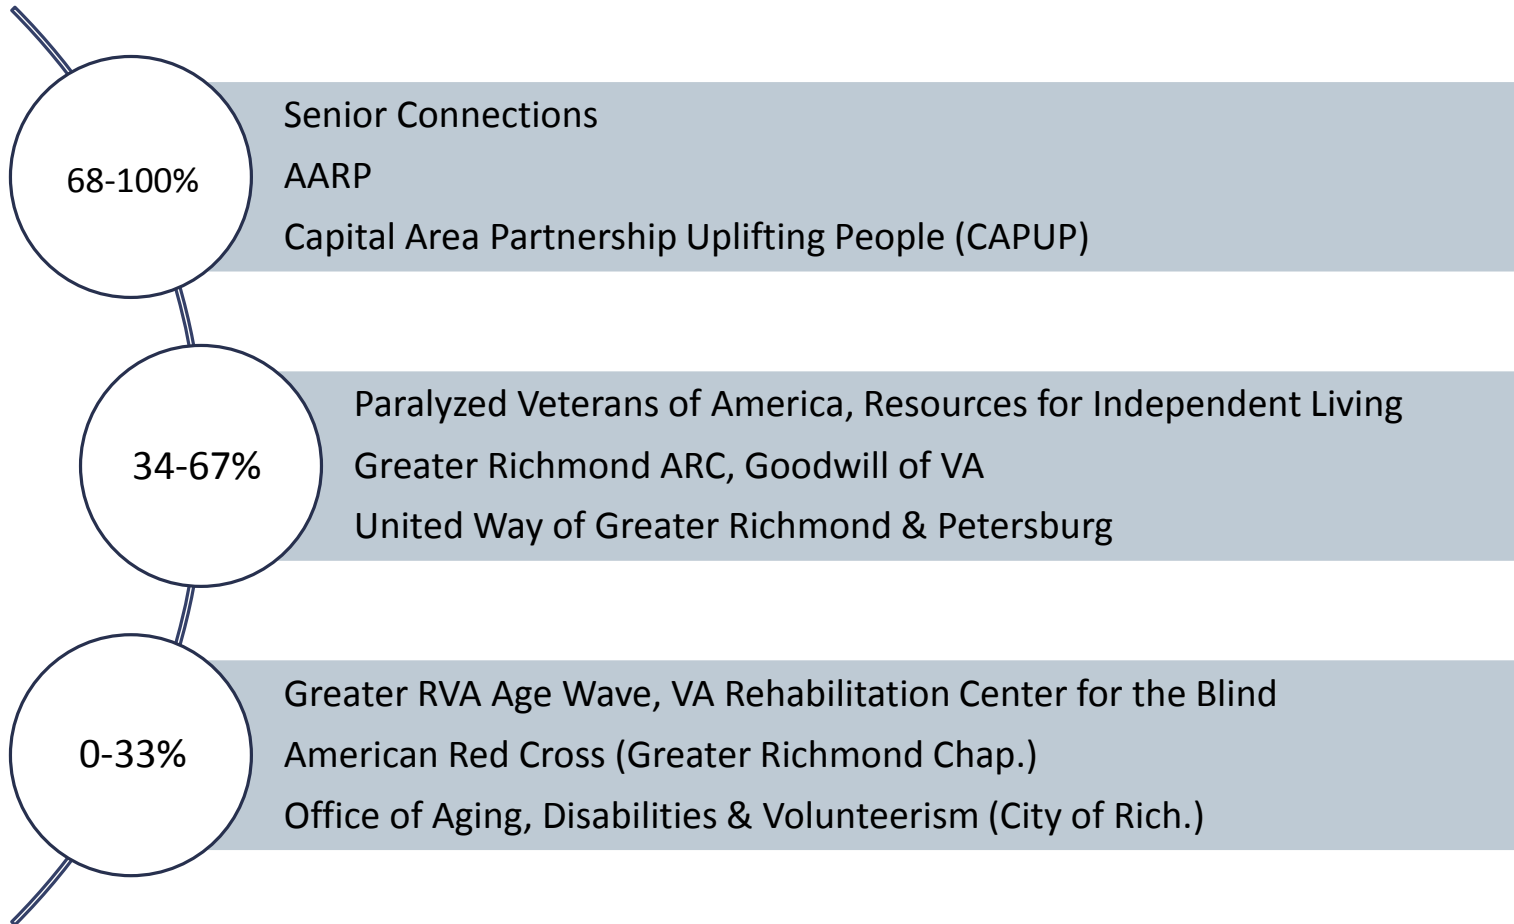 68-100%
Senior Connections
AARP
Capital Area Partnership Uplifting People (CAPUP)
34-67%
Paralyzed Veterans of America, Resources for Independent Living
Greater Richmond ARC, Goodwill of VA
United Way of Greater Richmond & Petersburg
0-33%
Greater RVA Age Wave, VA Rehabilitation Center for the Blind
American Red Cross (Greater Richmond Chap.)
Office of Aging, Disabilities & Volunteerism (City of Rich.)